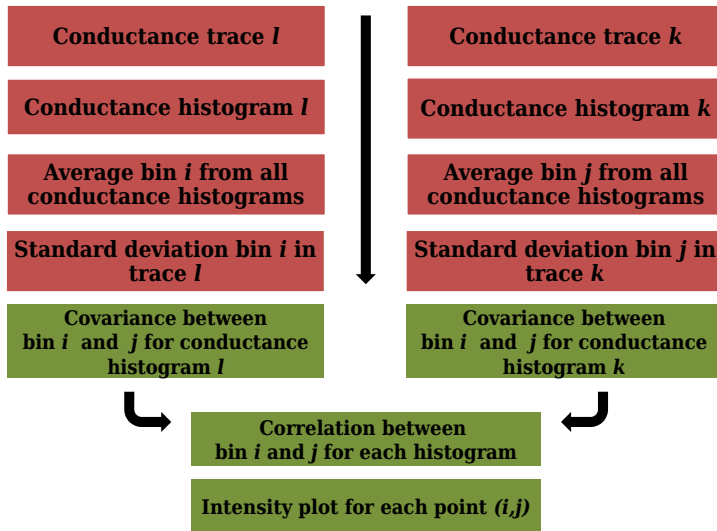 Conductance trace l
Conductance trace k
Conductance histogram l
Conductance histogram k
Average bin i from all
conductance histograms
Average bin j from all
conductance histograms
Standard deviation bin i in
trace l
Standard deviation bin j in
trace k
Covariance between
bin i and j for conductance
histogram l
Covariance between
bin i and j for conductance
histogram k
Correlation between
bin i and j for each histogram
Intensity plot for each point (i,j)